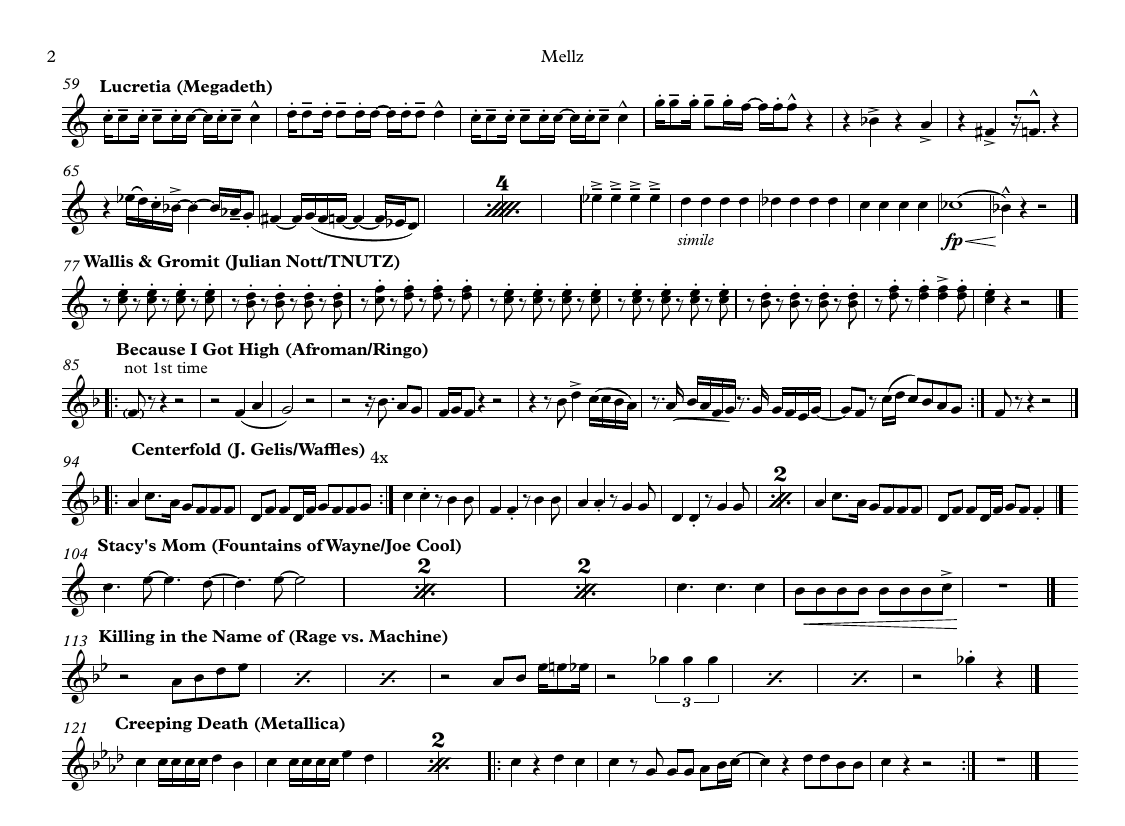 2
Mellz
59 Lucretia (Megadeth)
65
4
simile
fp
77 Wallis & Gromit (Julian Nott/TNUTZ)
Because I Got High (Afroman/Ringo)
85 not 1st time
Centerfold (J. Gelis/Waffles) 4x
94
2
104 Stacy's Mom (Fountains of Wayne/Joe Cool)
2 2
113 Killing in the Name of (Rage vs. Machine)
3
121 Creeping Death (Metallica)
2